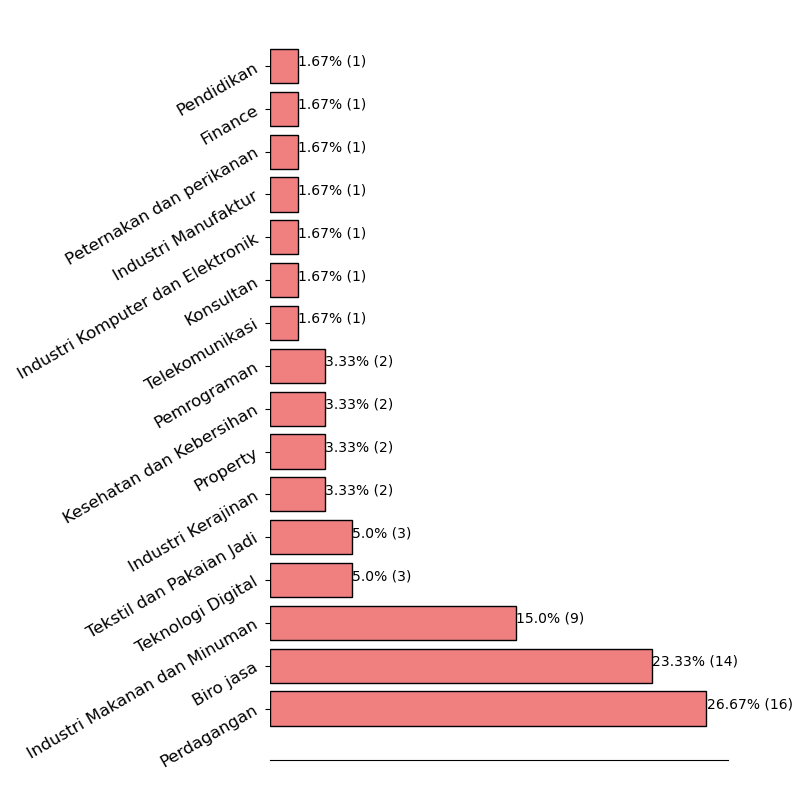 Pendidikan 1.67% (1)
Finance 1.67% (1)
Peternakan dan perikanan 1.67% (1)
Industri Manufaktur 1.67% (1)
Industri Komputer dan Elektronik 1.67% (1)
Konsultan 1.67% (1)
Telekomunikasi 1.67% (1)
Pemrograman 3.33% (2)
Kesehatan dan Kebersihan 3.33% (2)
Property 3.33% (2)
Industri Kerajinan 3.33% (2)
Tekstil dan Pakaian Jadi 5.0% (3)
Teknologi Digital 5.0% (3)
Industri Makanan dan Minuman 15.0% (9)
Biro jasa 23.33% (14)
Perdagangan 26.67% (16)